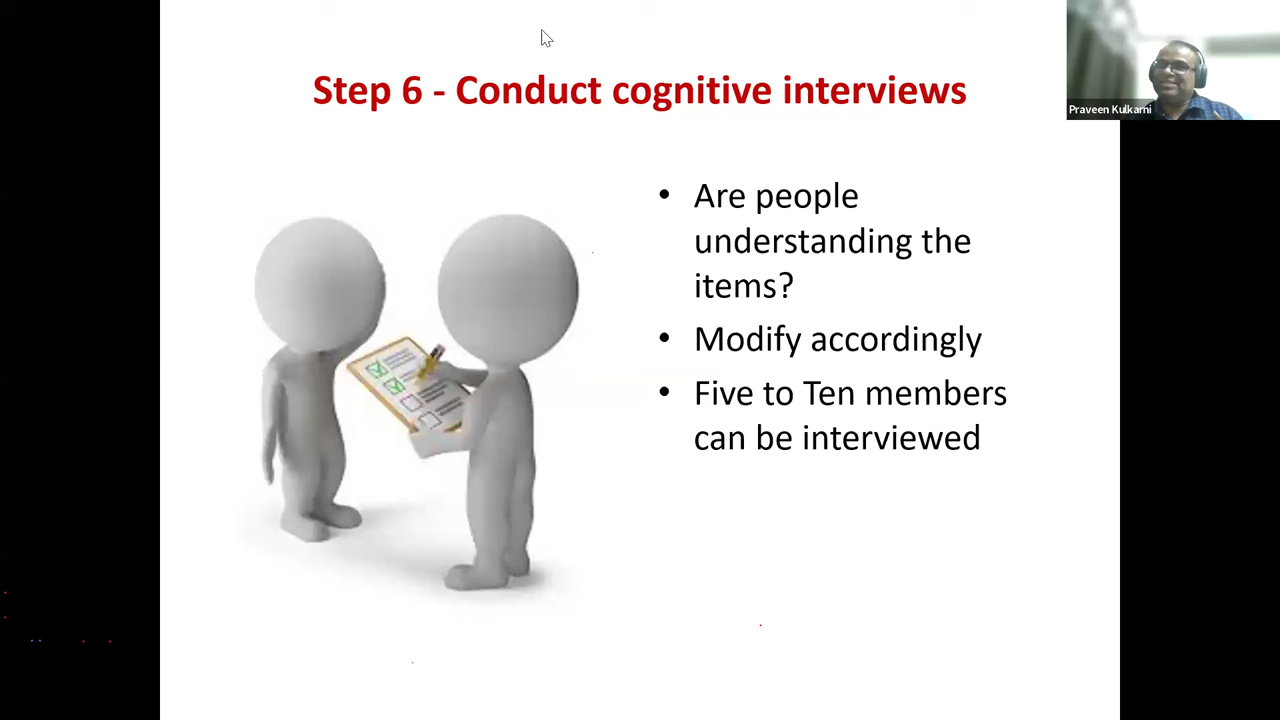 Step 6 - Conduct cognitive interviews
Praveen Kulkarni
• Are people
understanding the
items?
• Modify accordingly
• Five to Ten members
can be interviewed